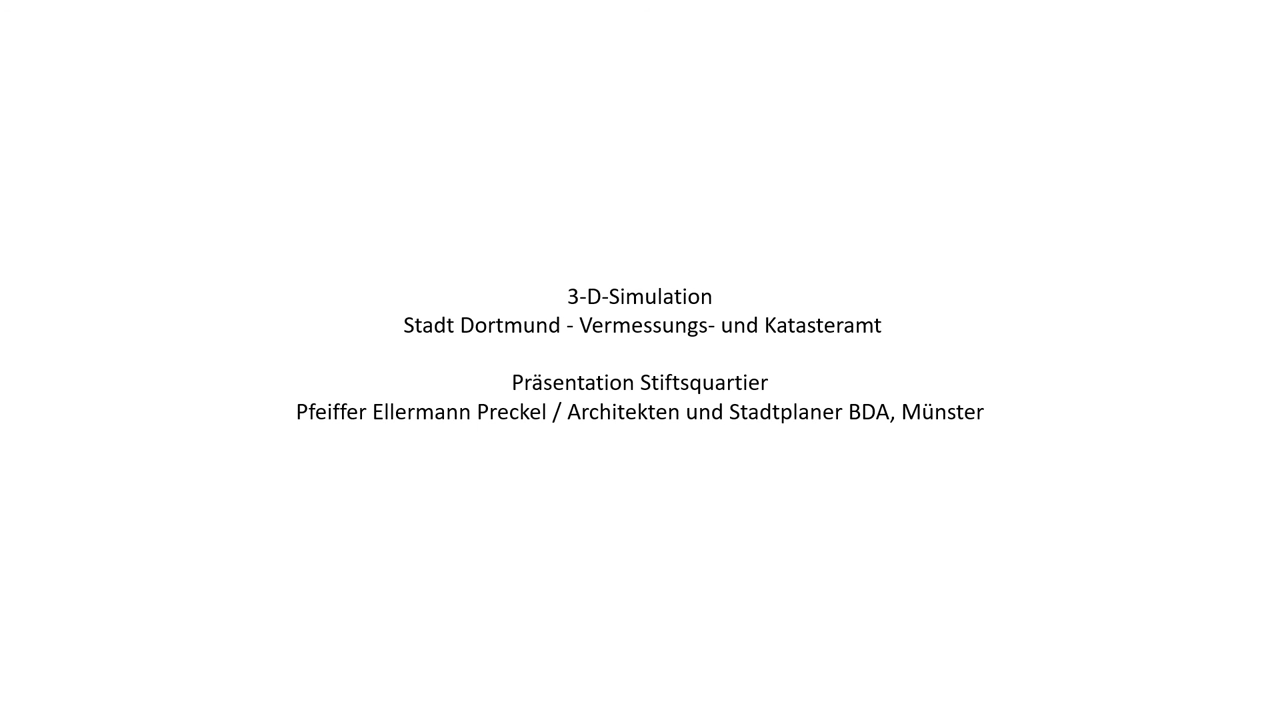 3-D-Simulation
Stadt Dortmund - Vermessungs- und Katasteramt
Präsentation Stiftsquartier
Pfeiffer Ellermann Preckel / Architekten und Stadtplaner BDA, Münster